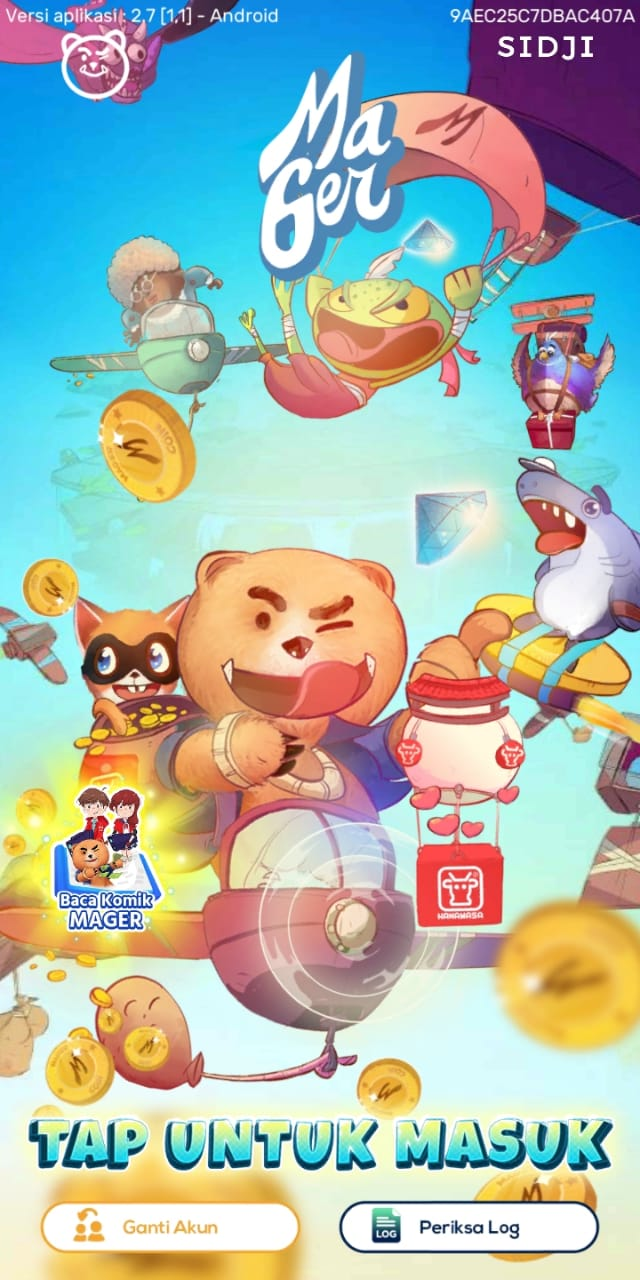 Versi aplikasi : 2,7 [1,1] - Android
9AEC25C7DBAC407A
SIDJI
Ma
Ger
Baca Komik
MAGER
HANAMASA
TAP UNTUK MASUK
Ganti Akun
LOG
Periksa Log